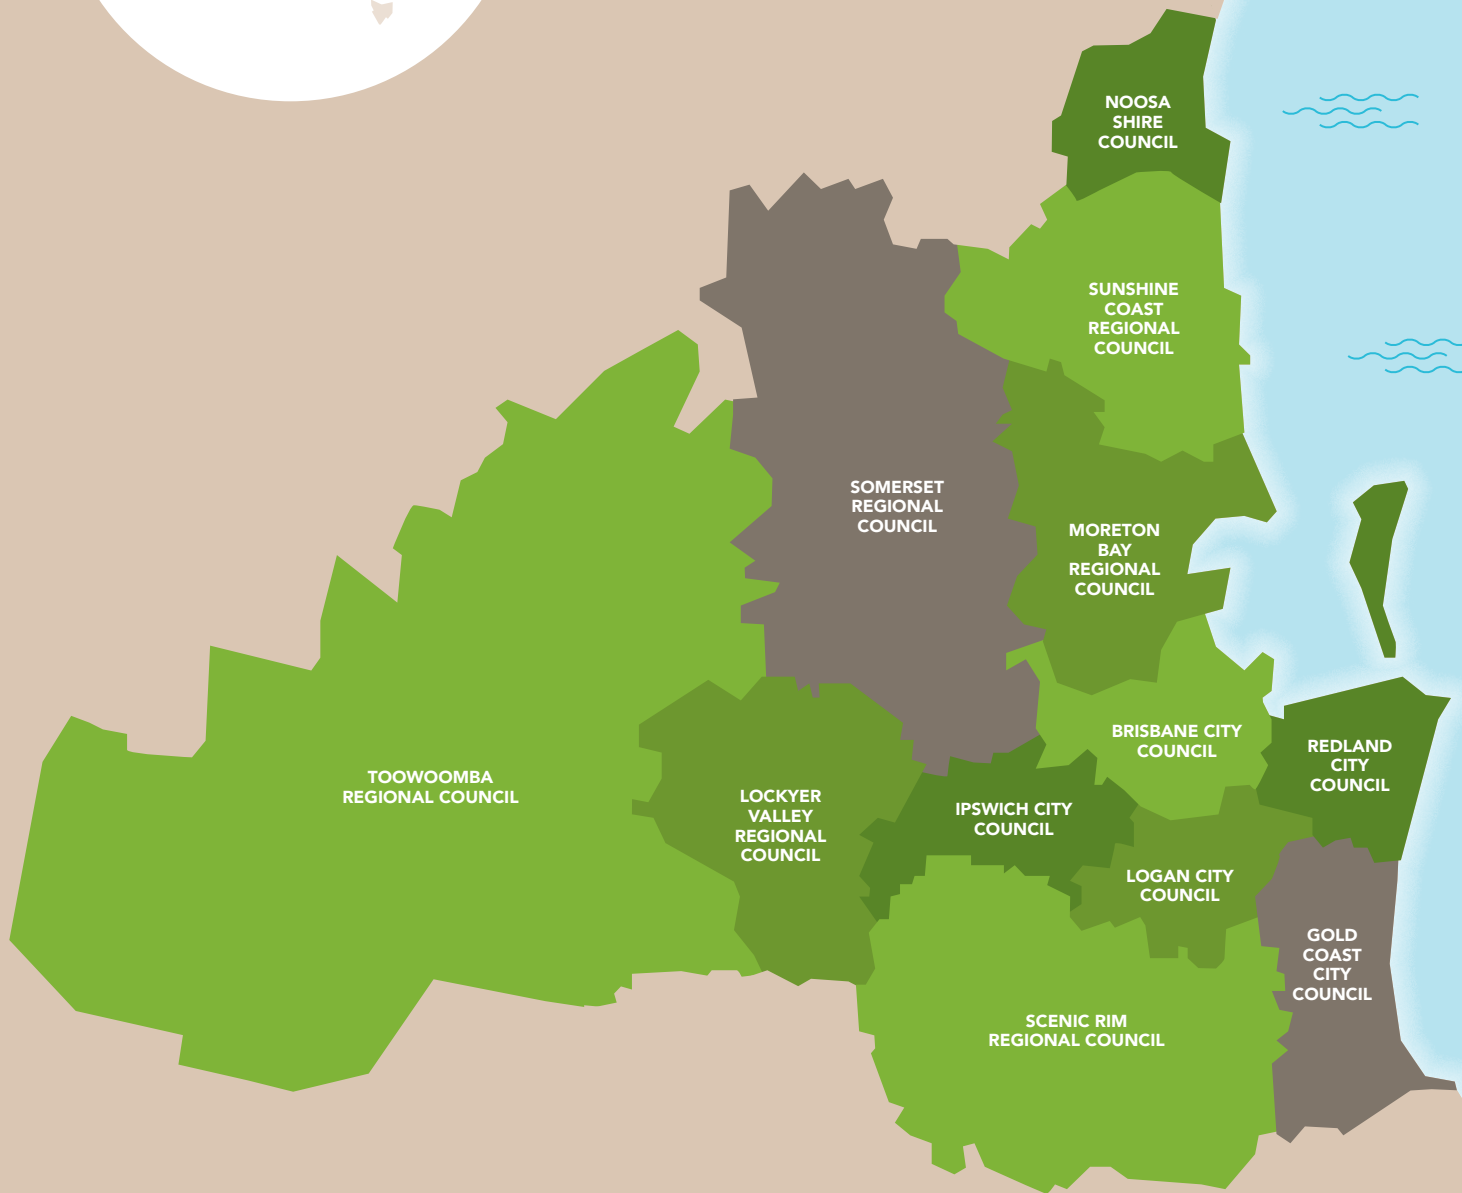 NOOSA
SHIRE
COUNCIL
SUNSHINE
COAST
REGIONAL
COUNCIL
SOMERSET
REGIONAL
COUNCIL
MORETON
BAY
REGIONAL
COUNCIL
BRISBANE CITY
COUNCIL
REDLAND
CITY
COUNCIL
TOOWOOMBA
REGIONAL COUNCIL
LOCKYER
VALLEY
REGIONAL
COUNCIL
IPSWICH CITY
COUNCIL
LOGAN CITY
COUNCIL
GOLD
COAST
CITY
COUNCIL
SCENIC RIM
REGIONAL COUNCIL